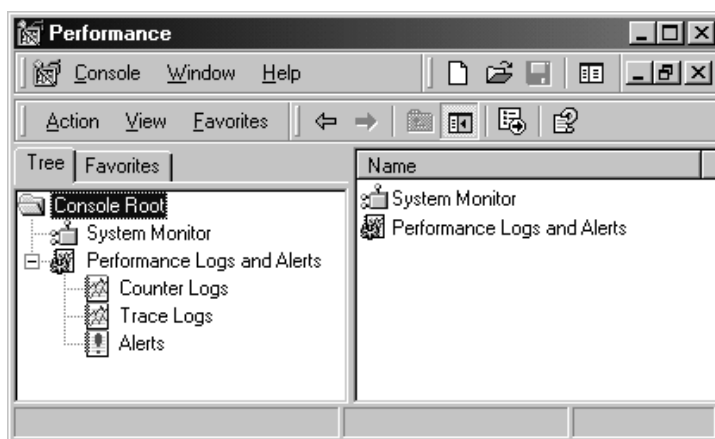 Performance
Console Window Help
Action View Favorites
Tree Favorites
Name
Console Root
System Monitor
Performance Logs and Alerts
Counter Logs
Trace Logs
Alerts
System Monitor
Performance Logs and Alerts